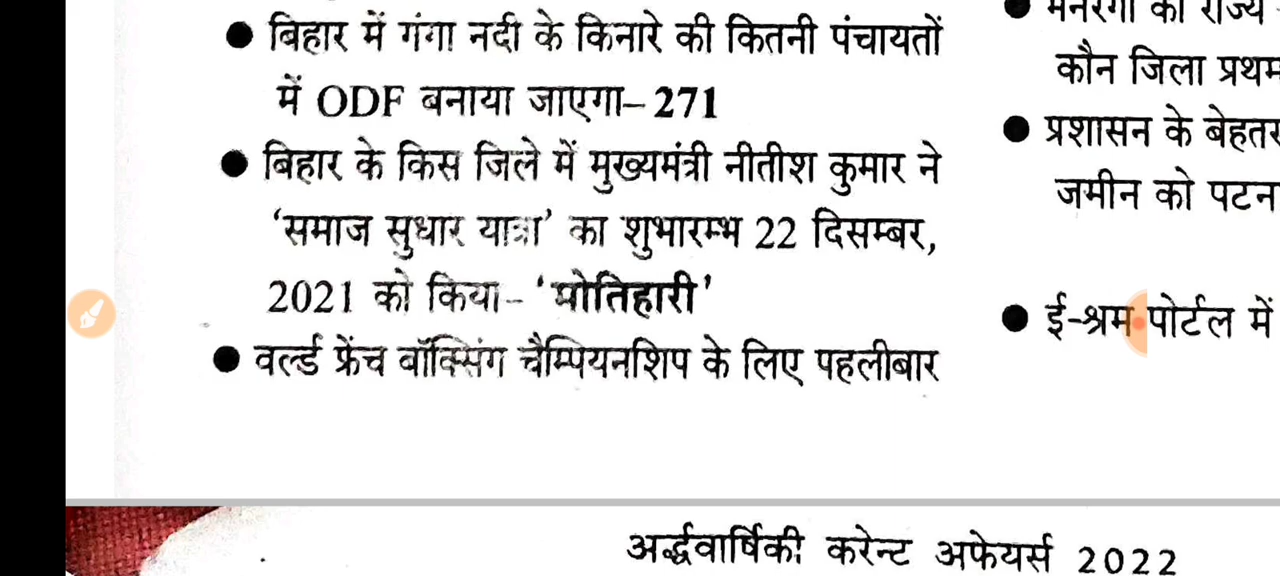 ● बिहार में गंगा नदी के किनारे की कितनी पंचायतों
में ODF बनाया जाएगा– 271
● बिहार के किस जिले में मुख्यमंत्री नीतीश कुमार ने
‘समाज सुधार यात्रा’ का शुभारम्भ 22 दिसम्बर,
2021 को किया– ‘मोतिहारी’
● वर्ल्ड फ्रेंच बॉक्सिंग चैम्पियनशिप के लिए पहलीबार
● मनरेगा की राज्य
कौन जिला प्रथम
● प्रशासन के बेहतर
जमीन को
● ई-श्रम पोर्टल में
अर्द्धवार्षिकी करेन्ट अफेयर्स 2022